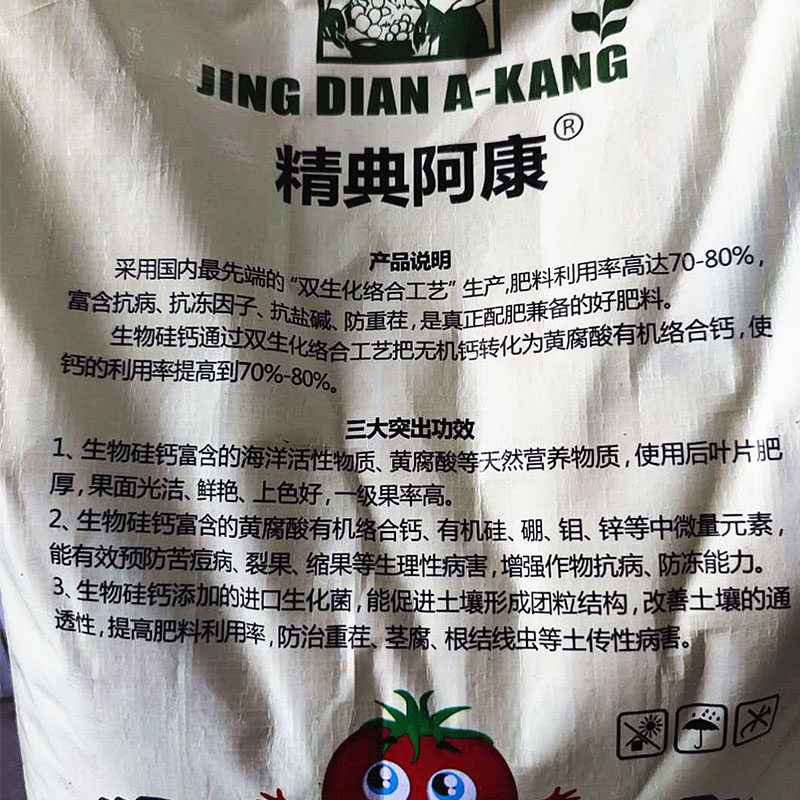 JING DIAN A-KANG
精典阿康®
产品说明
采用国内最先端的“双生化络合工艺”生产,肥料利用率高达70-80%,
富含抗病、抗冻因子、抗盐碱、防重茬,是真正配肥兼备的好肥料。
生物硅钙通过双生化络合工艺把无机钙转化为黄腐酸有机络合钙,使
钙的利用率提高到70%-80%。
三大突出功效
1、生物硅钙富含的海洋活性物质、黄腐酸等天然营养物质,使用后叶片肥
厚,果面光洁、鲜艳、上色好,一级果率高。
2、生物硅钙富含的黄腐酸有机络合钙、有机硅、硼、钼、锌等中微量元素,
能有效预防苦痘病、裂果、缩果等生理性病害,增强作物抗病、防冻能力。
3、生物硅钙添加的进口生化菌,能促进土壤形成团粒结构,改善土壤的通
透性,提高肥料利用率,防治重茬、茎腐、根结线虫等土传性病害。